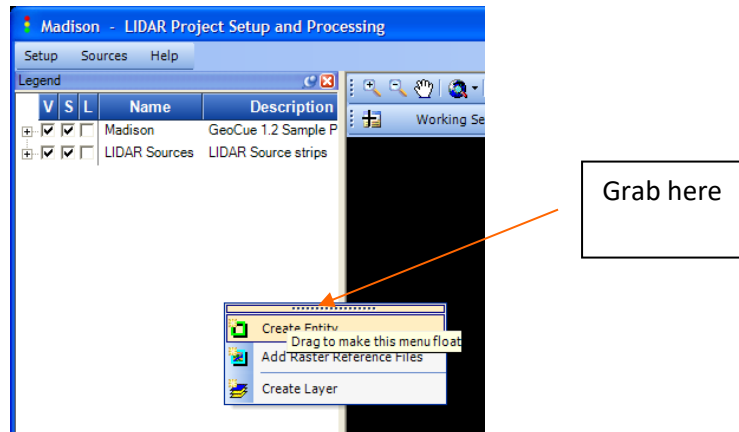 Madison - LIDAR Project Setup and Processing
Setup Sources Help
Legend
V S L Name Description
Madison GeoCue 1.2 Sample P
LIDAR Sources LIDAR Source strips
Working Se
Grab here
Create Entity
Drag to make this menu float
Add Raster Reference Files
Create Layer